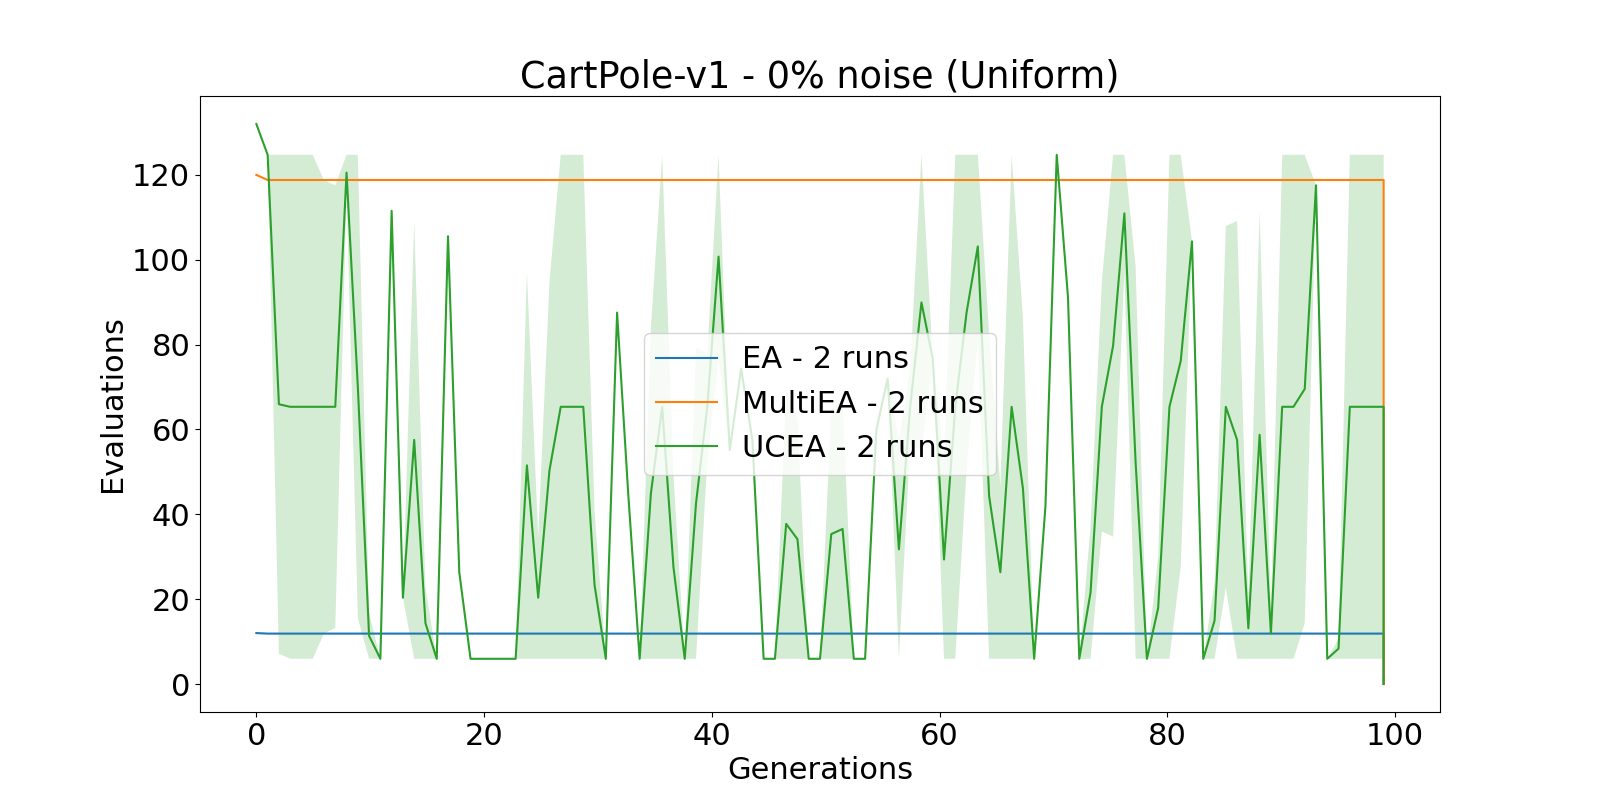 CartPole-v1 - 0% noise (Uniform)
Evaluations
120
100
80
60
40
20
0
EA - 2 runs
MultiEA - 2 runs
UCEA - 2 runs
0 20 40 60 80 100
Generations